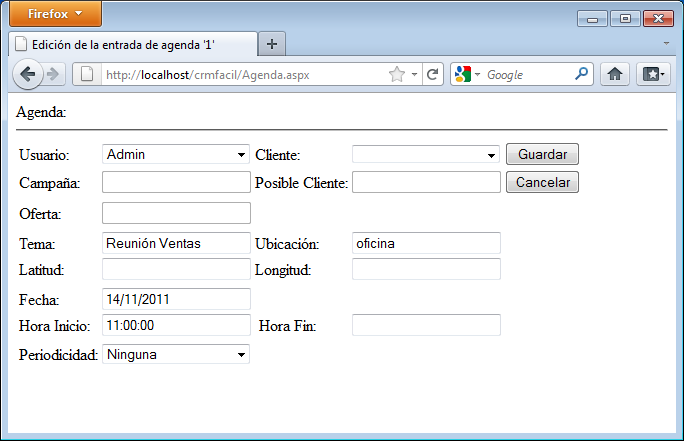 Firefox
Edición de la entrada de agenda '1'
http://localhost/crmfacil/Agenda.aspx
Google
Agenda:
Usuario: Admin Cliente: Guardar
Campaña: Posible Cliente: Cancelar
Oferta:
Tema: Reunión Ventas Ubicación: oficina
Latitud: Longitud:
Fecha: 14/11/2011
Hora Inicio: 11:00:00 Hora Fin:
Periodicidad: Ninguna